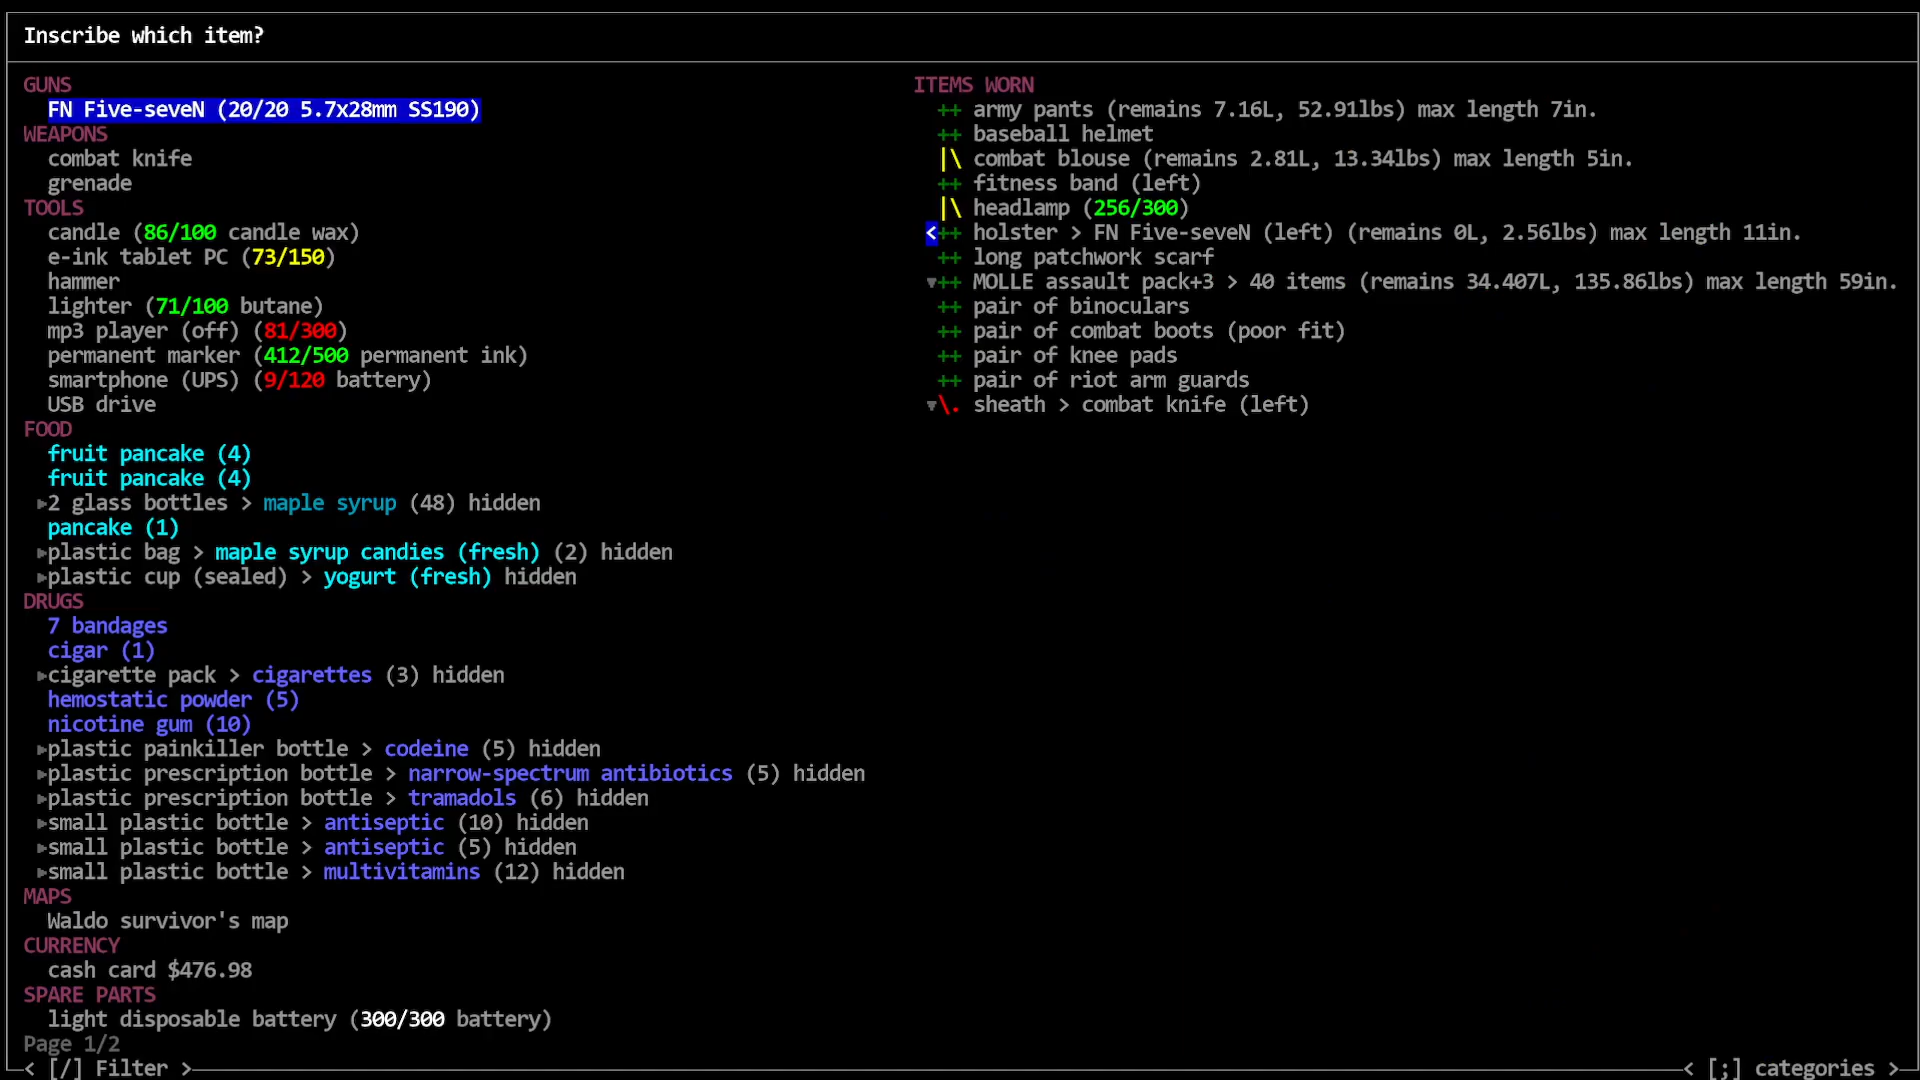 Inscribe which item?
GUNS
FN Five-seveN (20/20 5.7x28mm SS190)
WEAPONS
combat knife
grenade
TOOLS
candle (86/100 candle wax)
e-ink tablet PC (73/150)
hammer
lighter (71/100 butane)
mp3 player (off) (81/300)
permanent marker (412/500 permanent ink)
smartphone (UPS) (9/120 battery)
USB drive
FOOD
fruit pancake (4)
fruit pancake (4)
▶2 glass bottles > maple syrup (48) hidden
pancake (1)
▶plastic bag > maple syrup candies (fresh) (2) hidden
▶plastic cup (sealed) > yogurt (fresh) hidden
DRUGS
7 bandages
cigar (1)
▶cigarette pack > cigarettes (3) hidden
hemostatic powder (5)
nicotine gum (10)
▶plastic painkiller bottle > codeine (5) hidden
▶plastic prescription bottle > narrow-spectrum antibiotics (5) hidden
▶plastic prescription bottle > tramadols (6) hidden
▶small plastic bottle > antiseptic (10) hidden
▶small plastic bottle > antiseptic (5) hidden
▶small plastic bottle > multivitamins (12) hidden
MAPS
Waldo survivor's map
CURRENCY
cash card $476.98
SPARE PARTS
light disposable battery (300/300 battery)
Page 1/2
< [/] Filter >
ITEMS WORN
++ army pants (remains 7.16L, 52.91lbs) max length 7in.
++ baseball helmet
|\ combat blouse (remains 2.81L, 13.34lbs) max length 5in.
++ fitness band (left)
|\ headlamp (256/300)
<++ holster > FN Five-seveN (left) (remains 0L, 2.56lbs) max length 11in.
++ long patchwork scarf
▼++ MOLLE assault pack+3 > 40 items (remains 34.407L, 135.86lbs) max length 59in.
++ pair of binoculars
++ pair of combat boots (poor fit)
++ pair of knee pads
++ pair of riot arm guards
▼\. sheath > combat knife (left)
< [;] categories >